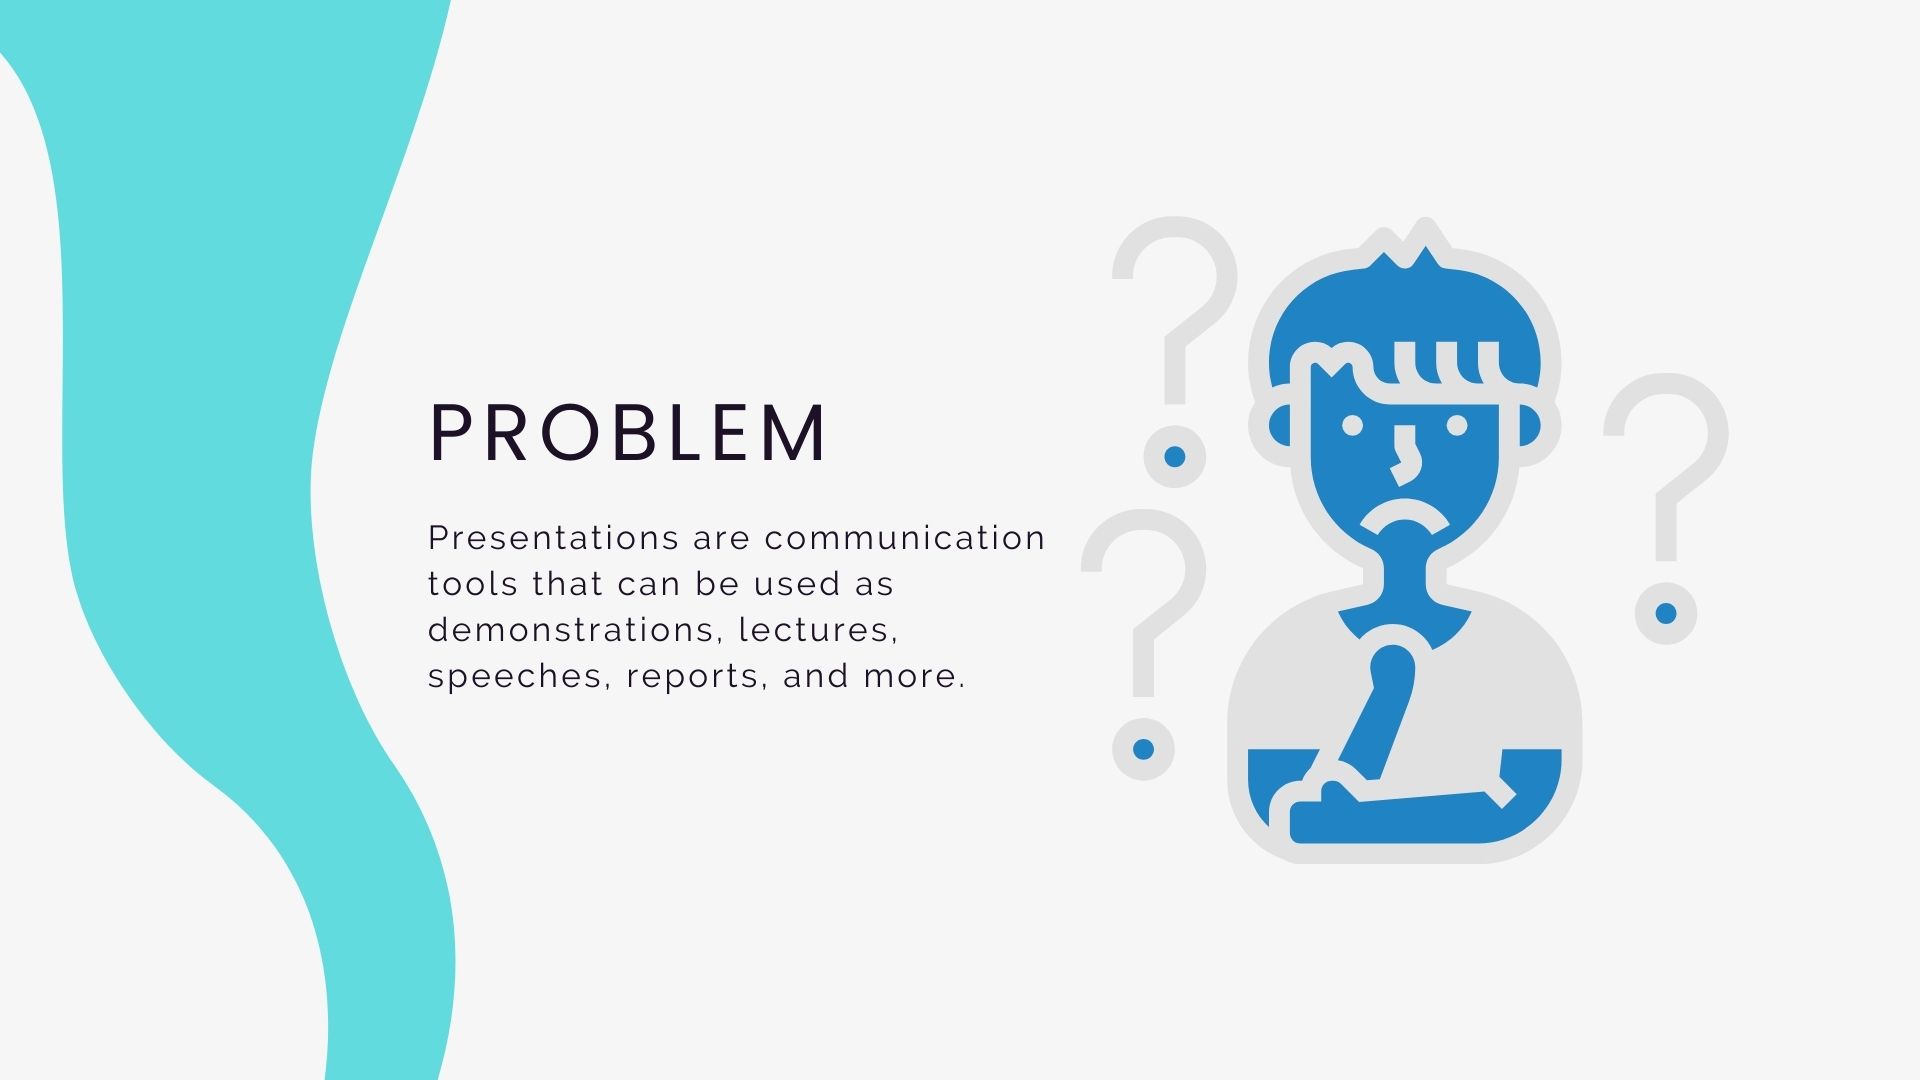 PROBLEM
Presentations are communication
tools that can be used as
demonstrations, lectures,
speeches, reports, and more.